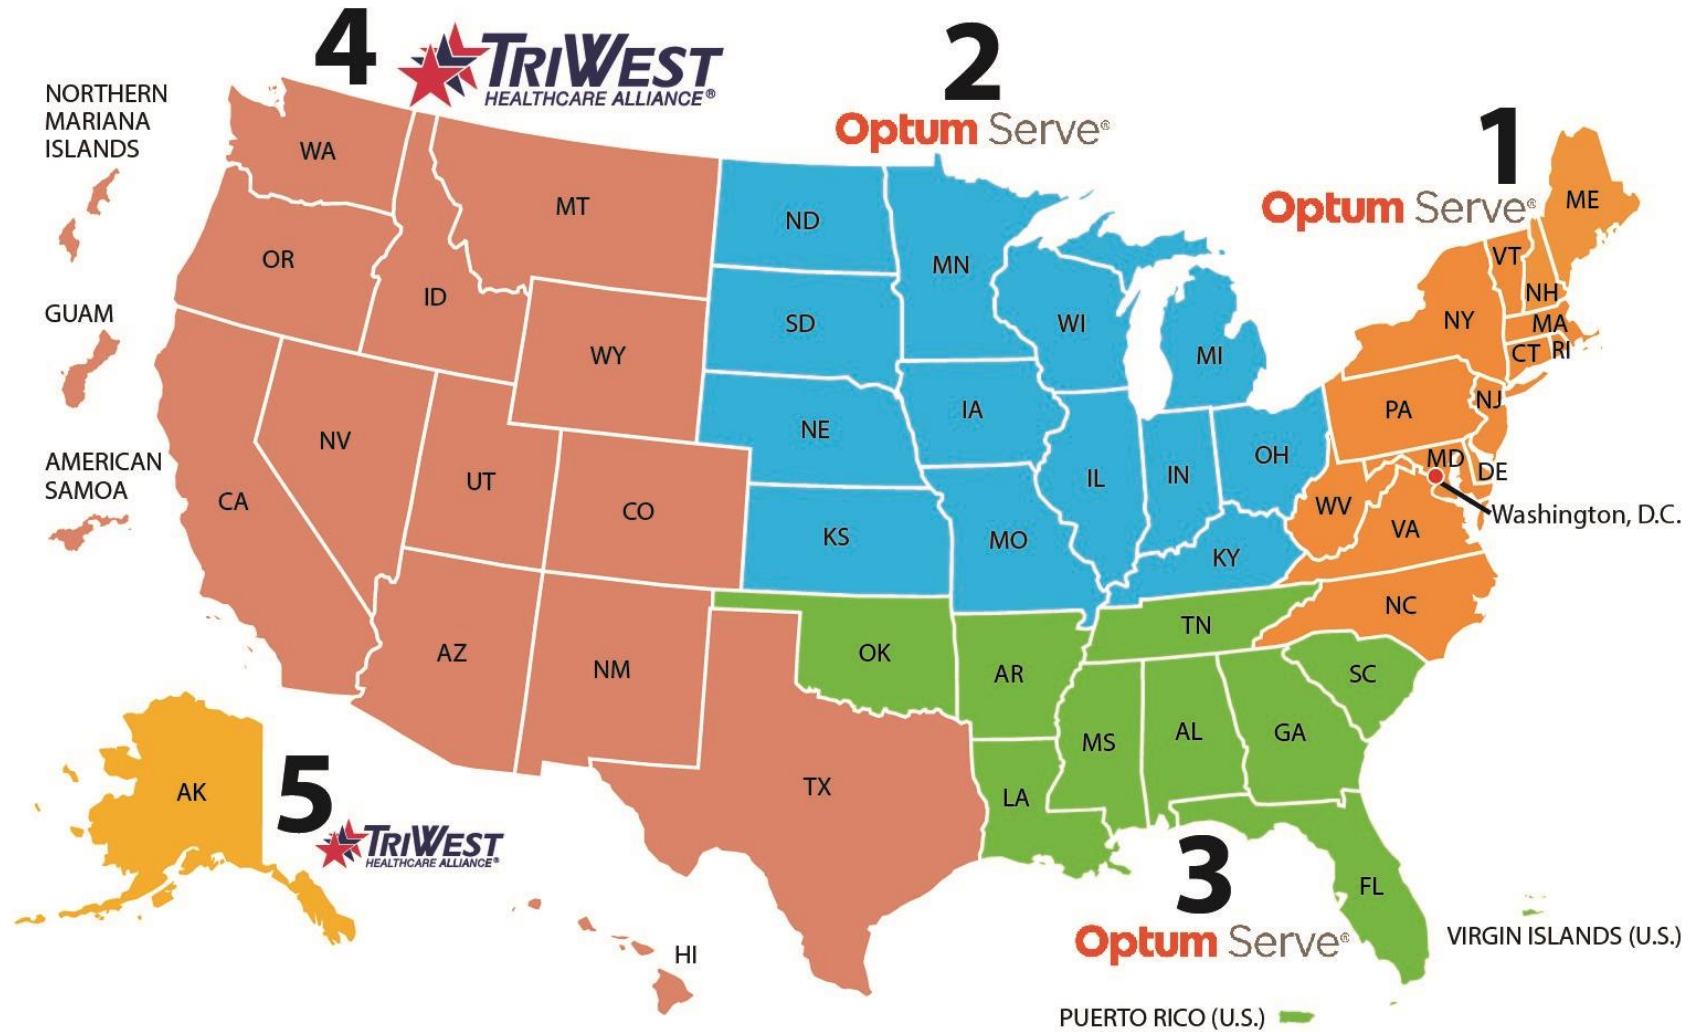 4
TRIWEST
HEALTHCARE ALLIANCE®
2
Optum Serve®
1
Optum Serve®
NORTHERN
MARIANA
ISLANDS
GUAM
AMERICAN
SAMOA
WA
OR
ID
MT
WY
CA
NV
UT
CO
AZ
NM
TX
HI
ND
SD
NE
KS
MN
IA
MO
WI
IL
MI
IN
OH
KY
ME
VT
NH
NY
MA
CT
RI
PA
NJ
MD
DE
Washington, D.C.
WV
VA
NC
OK
AR
TN
LA
MS
AL
GA
SC
FL
AK
5
TRIWEST
HEALTHCARE ALLIANCE®
3
Optum Serve®
VIRGIN ISLANDS (U.S.)
PUERTO RICO (U.S.)